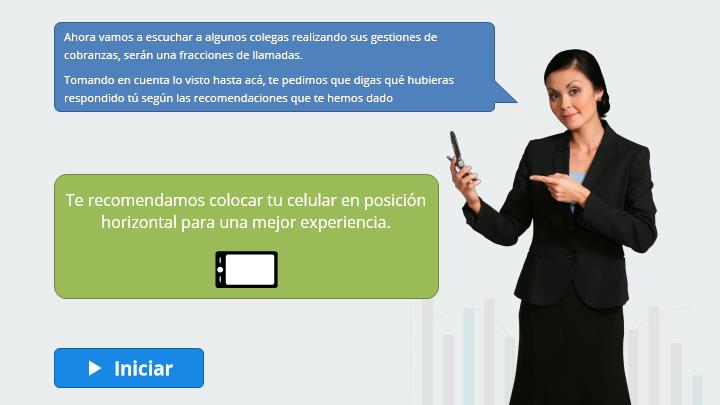 Ahora vamos a escuchar a algunos colegas realizando sus gestiones de
cobranzas, serán una fracciones de llamadas.
Tomando en cuenta lo visto hasta acá, te pedimos que digas qué hubieras
respondido tú según las recomendaciones que te hemos dado
Te recomendamos colocar tu celular en posición
horizontal para una mejor experiencia.
Iniciar